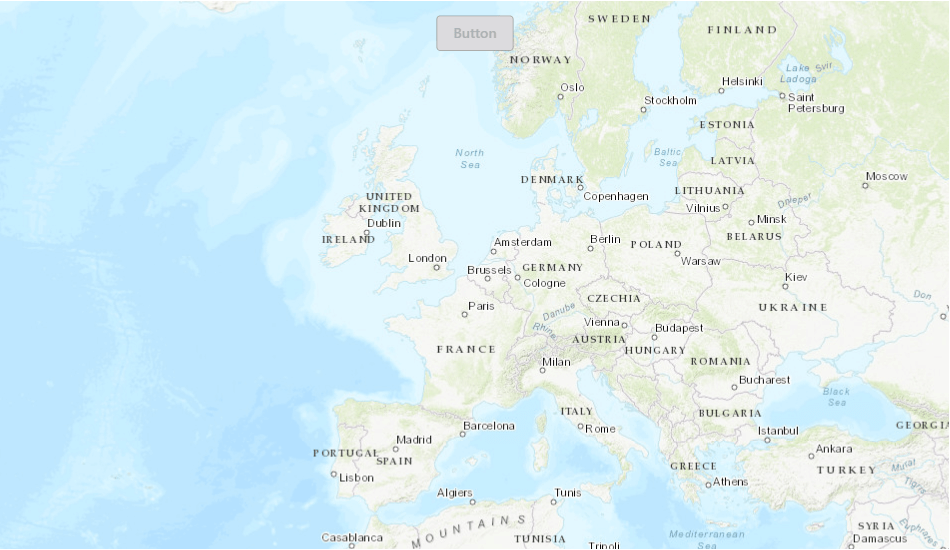 SWEDEN
Button
FINLAND
NORWAY
Lake Svir
Ladoga
Oslo
Helsinki
Stockholm
Saint
Petersburg
ESTONIA
North
Sea
Baltic
Sea
LATVIA
DENMARK
Moscow
LITHUANIA
Copenhagen
UNITED
KINGDOM
Vilnius
Dnieper
Dublin
Minsk
IRELAND
BELARUS
Amsterdam
Berlin
POLAND
London
Warsaw
Brussels
GERMANY
Cologne
Kiev
CZECHIA
Don
Paris
Danube
UKRAINE
Rhine
Vienna
Budapest
AUSTRIA
FRANCE
HUNGARY
Milan
ROMANIA
Bucharest
Black
Sea
ITALY
BULGARIA
Barcelona
Rome
Istanbul
GEORGIA
Madrid
PORTUGAL
SPAIN
Ankara
GREECE
TURKEY
Murat
Lisbon
Athens
Tigris
Algiers
Tunis
MOUNTAINS
SYRIA
Euphrates
Casablanca
TUNISIA
Mediterranean
Sea
Damascus
Tripoli